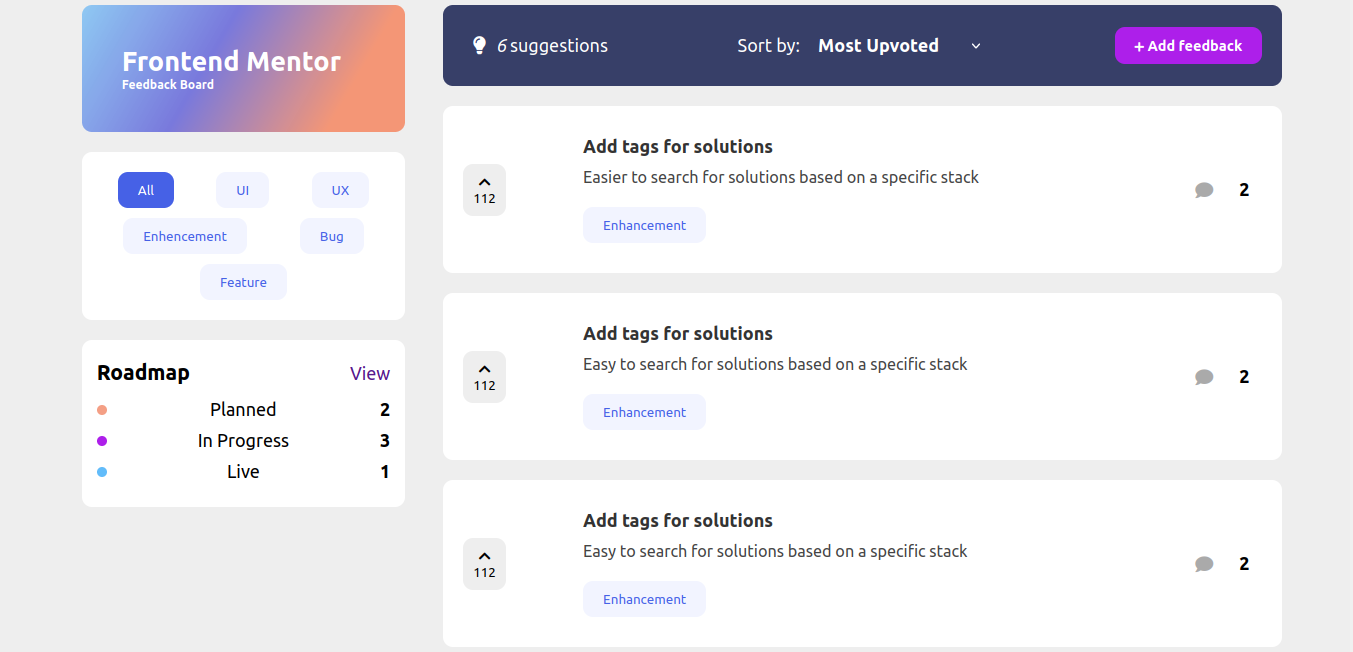 Frontend Mentor
Feedback Board
All UI UX
Enhencement Bug
Feature
Roadmap View
Planned 2
In Progress 3
Live 1
6 suggestions Sort by: Most Upvoted + Add feedback
Add tags for solutions
Easier to search for solutions based on a specific stack
112
2
Enhancement
Add tags for solutions
Easy to search for solutions based on a specific stack
112
2
Enhancement
Add tags for solutions
Easy to search for solutions based on a specific stack
112
2
Enhancement